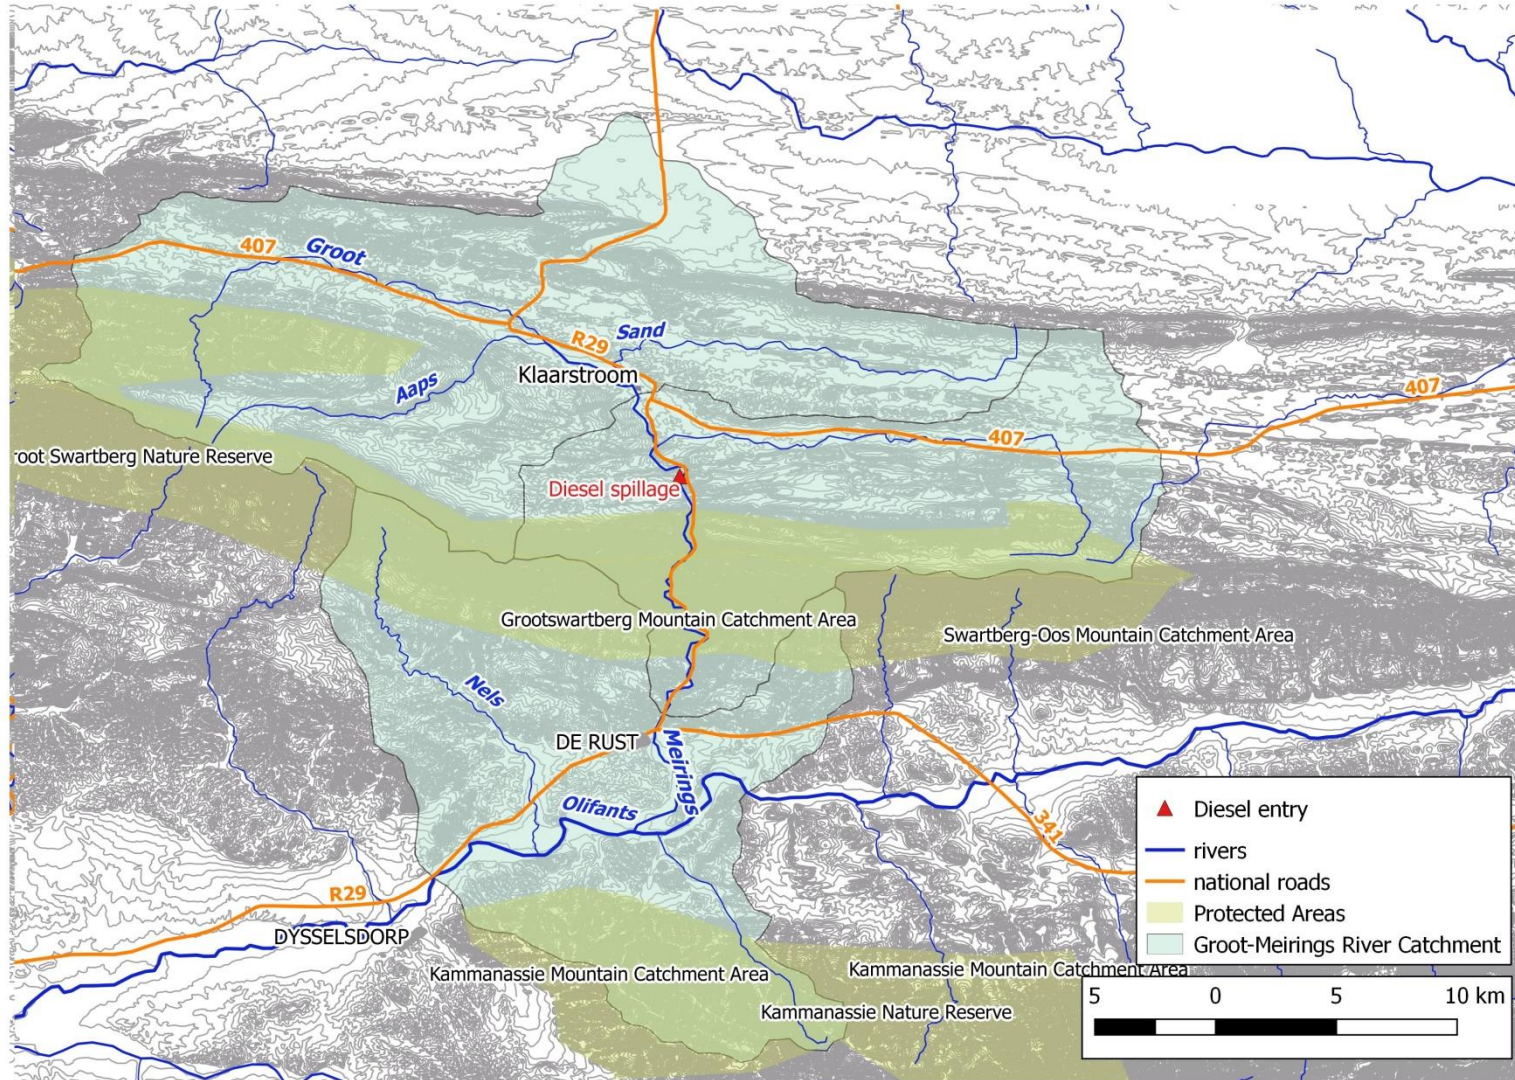 407
Groot
Sand
R29
Klaarstroom
Aaps
407
407
root Swartberg Nature Reserve
Diesel spillage
Grootswartberg Mountain Catchment Area
Swartberg-Oos Mountain Catchment Area
Nels
DE RUST
Meirings
Olifants
341
R29
DYSSELSDORP
Kammanassie Mountain Catchment Area
Kammanassie Mountain Catchment Area
Kammanassie Nature Reserve
Diesel entry
rivers
national roads
Protected Areas
Groot-Meirings River Catchment
5 0 5 10 km